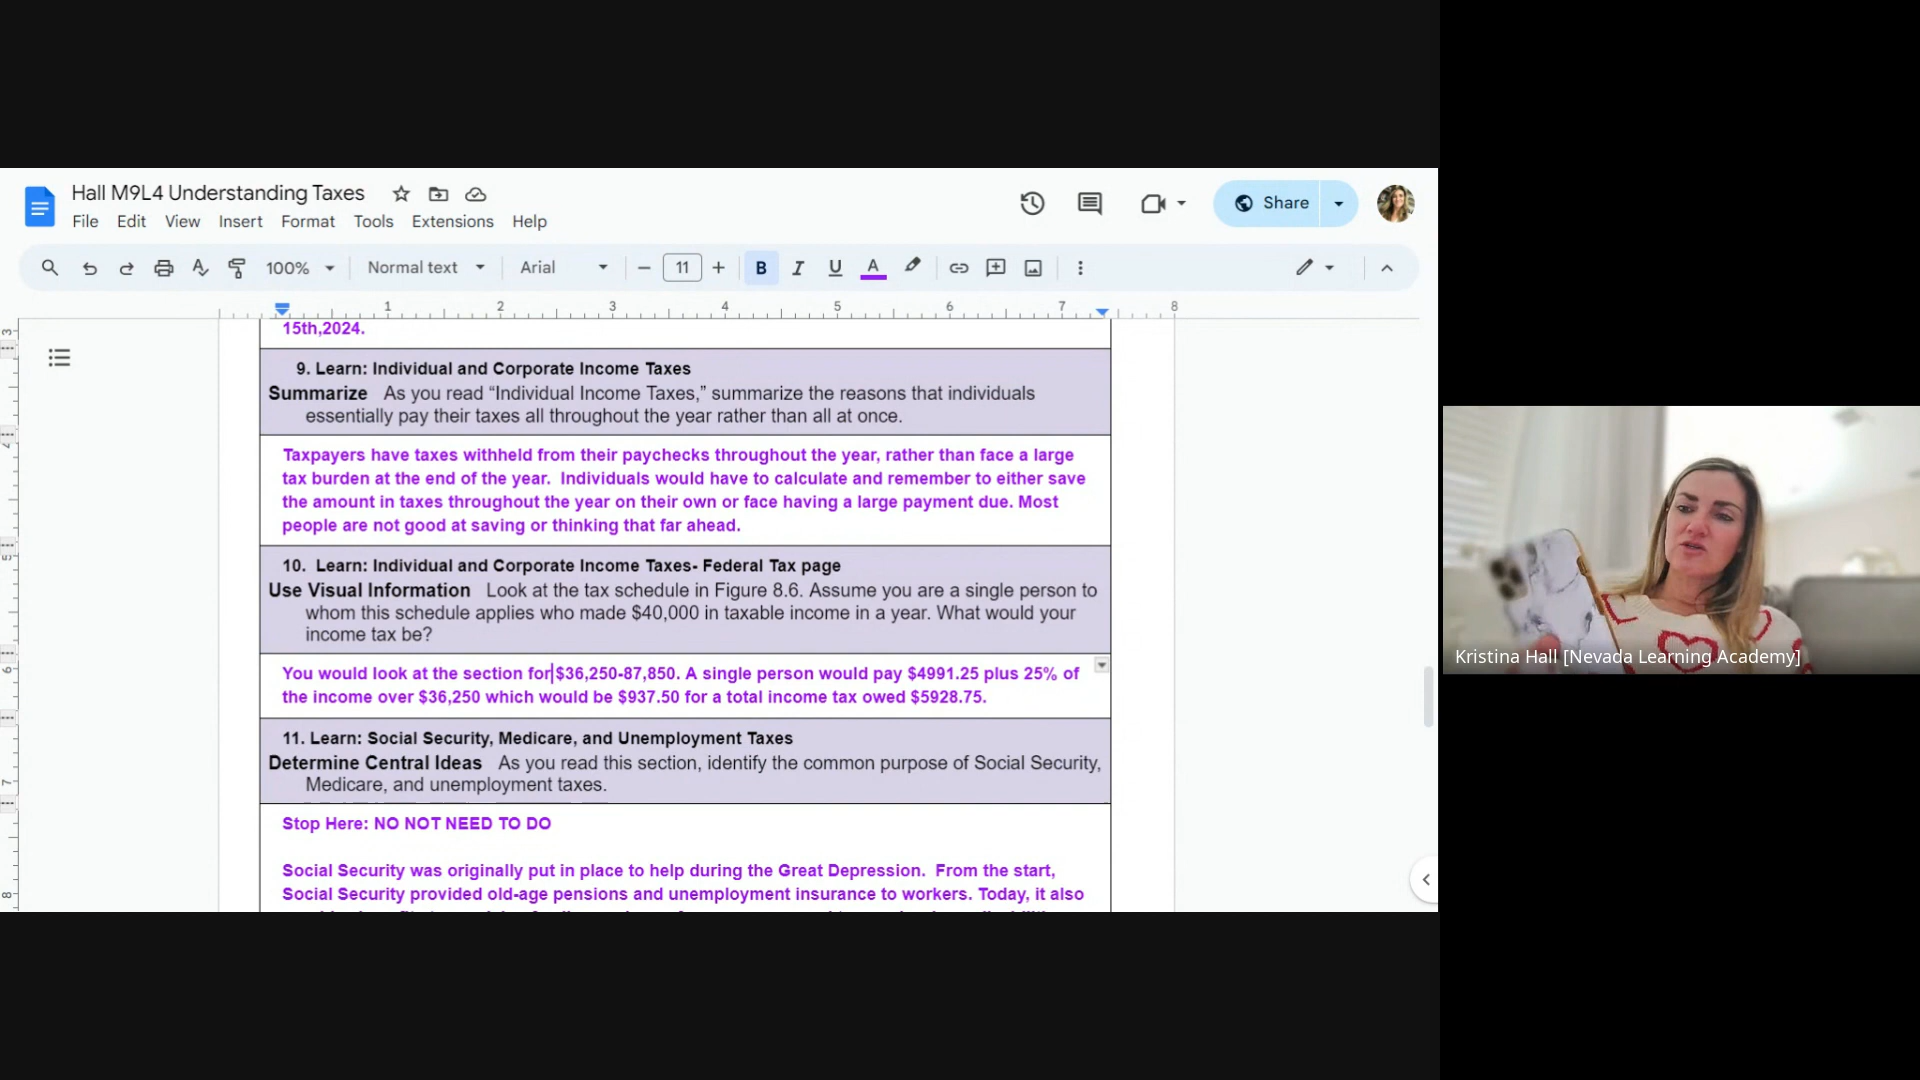 Hall M9L4 Understanding Taxes
File Edit View Insert Format Tools Extensions Help
Share
100% Normal text Arial 11 B I U A
1 2 3 4 5 6 7 8
15th,2024.
9. Learn: Individual and Corporate Income Taxes
Summarize As you read “Individual Income Taxes,” summarize the reasons that individuals
essentially pay their taxes all throughout the year rather than all at once.
Taxpayers have taxes withheld from their paychecks throughout the year, rather than face a large
tax burden at the end of the year. Individuals would have to calculate and remember to either save
the amount in taxes throughout the year on their own or face having a large payment due. Most
people are not good at saving or thinking that far ahead.
10. Learn: Individual and Corporate Income Taxes- Federal Tax page
Use Visual Information Look at the tax schedule in Figure 8.6. Assume you are a single person to
whom this schedule applies who made $40,000 in taxable income in a year. What would your
income tax be?
You would look at the section for $36,250-87,850. A single person would pay $4991.25 plus 25% of
the income over $36,250 which would be $937.50 for a total income tax owed $5928.75.
11. Learn: Social Security, Medicare, and Unemployment Taxes
Determine Central Ideas As you read this section, identify the common purpose of Social Security,
Medicare, and unemployment taxes.
Stop Here: NO NOT NEED TO DO
Social Security was originally put in place to help during the Great Depression. From the start,
Social Security provided old-age pensions and unemployment insurance to workers. Today, it also
Kristina Hall [Nevada Learning Academy]